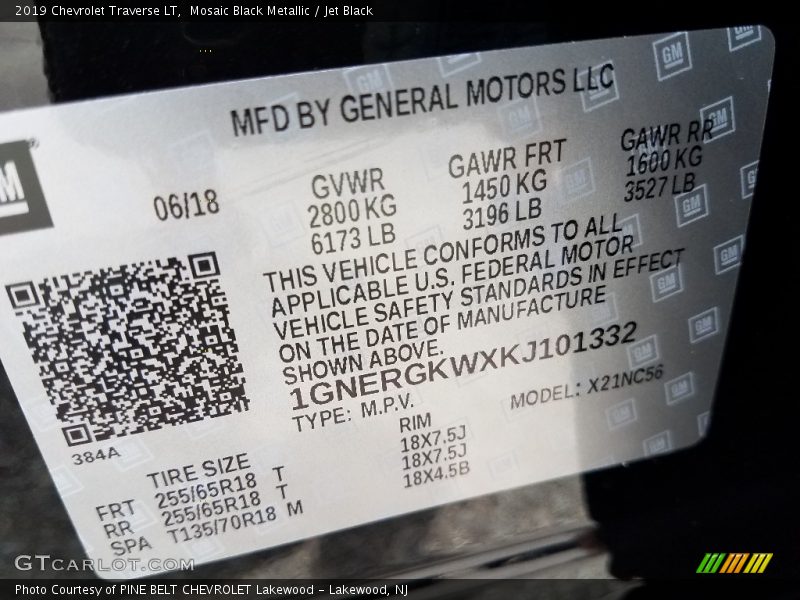 2019 Chevrolet Traverse LT, Mosaic Black Metallic / Jet Black
MFD BY GENERAL MOTORS LLC
GM
06/18
GVWR
2800 KG
6173 LB
GAWR FRT
1450 KG
3196 LB
GAWR RR
1600 KG
3527 LB
THIS VEHICLE CONFORMS TO ALL
APPLICABLE U.S. FEDERAL MOTOR
VEHICLE SAFETY STANDARDS IN EFFECT
ON THE DATE OF MANUFACTURE
SHOWN ABOVE.
1GNERGKWXKJ101332
TYPE: M.P.V.
MODEL: X21NC56
384A
TIRE SIZE
RIM
FRT 255/65R18 T 18X7.5J
RR 255/65R18 T 18X7.5J
SPA T135/70R18 M 18X4.5B
GTcarlot.com
Photo Courtesy of PINE BELT CHEVROLET Lakewood - Lakewood, NJ